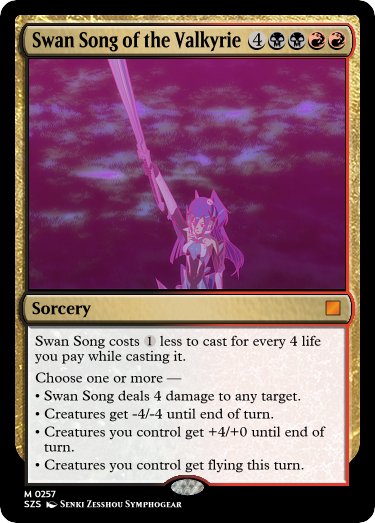 Swan Song of the Valkyrie 4
Sorcery
Swan Song costs 1 less to cast for every 4 life
you pay while casting it.
Choose one or more —
• Swan Song deals 4 damage to any target.
• Creatures get -4/-4 until end of turn.
• Creatures you control get +4/+0 until end of
turn.
• Creatures you control get flying this turn.
M 0257
SZS Senki Zesshou Symphogear